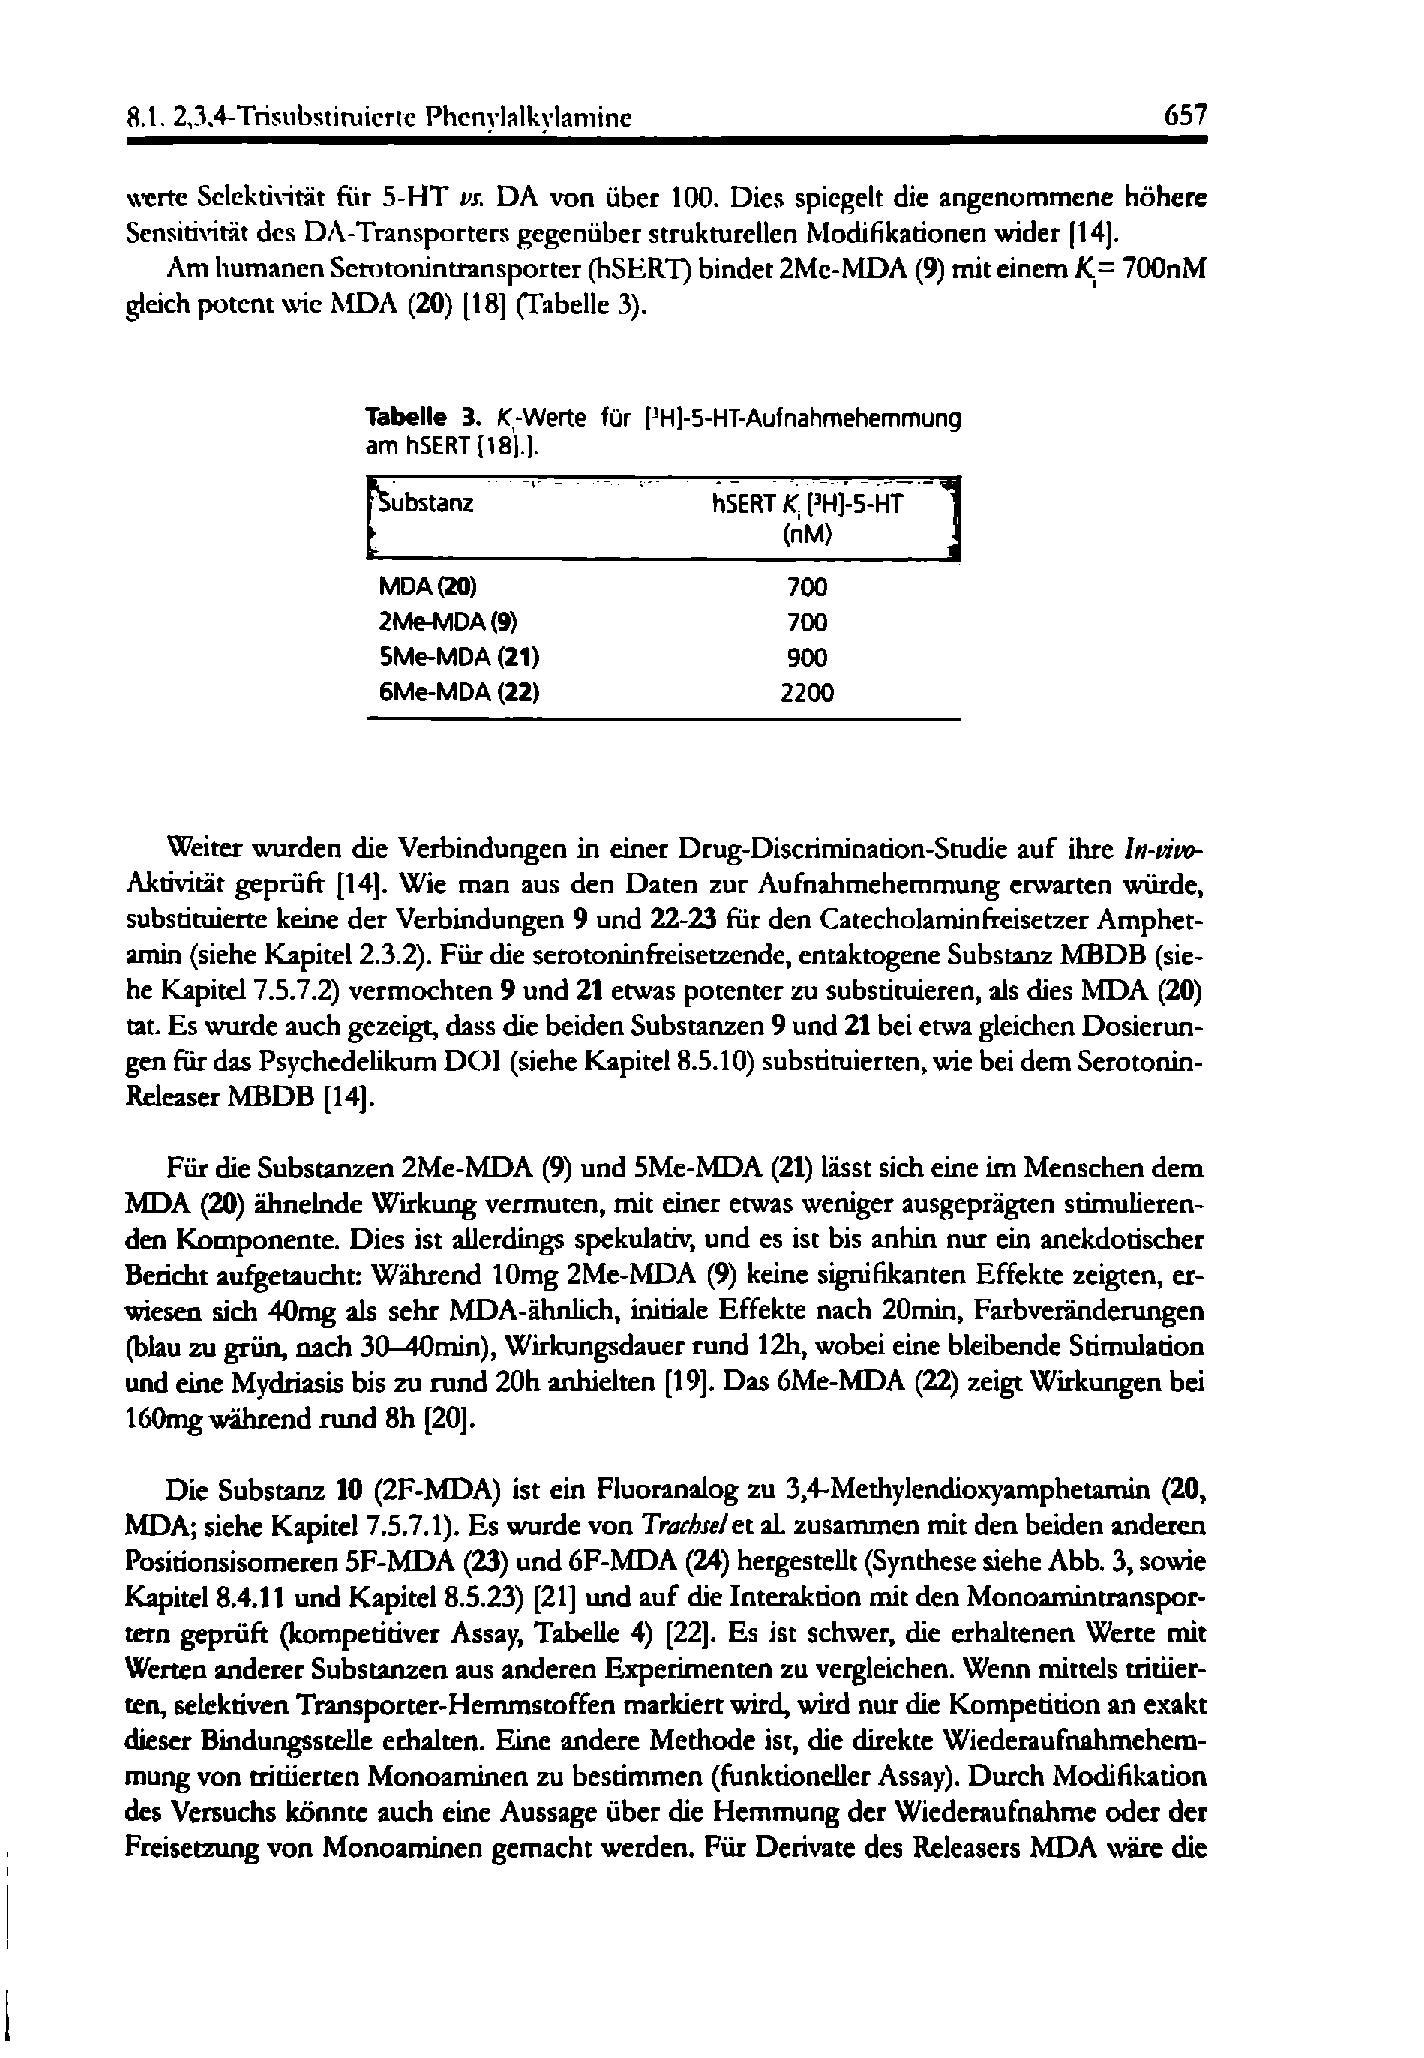 8.1. 2,3,4-Trisubstituierte Phenylalkylamine 657
werte Selektivität für 5-HT vs. DA von über 100. Dies spiegelt die angenommene höhere
Sensitivität des DA-Transporters gegenüber strukturellen Modifikationen wider [14].
Am humanen Serotonintransporter (hSERT) bindet 2Me-MDA (9) mit einem Ki= 700nM
gleich potent wie MDA (20) [18] (Tabelle 3).
Tabelle 3. Ki-Werte für [³H]-5-HT-Aufnahmehemmung
am hSERT [18].].
Substanz hSERT Ki [³H]-5-HT
(nM)
MDA (20) 700
2Me-MDA (9) 700
5Me-MDA (21) 900
6Me-MDA (22) 2200
Weiter wurden die Verbindungen in einer Drug-Discrimination-Studie auf ihre In-vivo-
Aktivität geprüft [14]. Wie man aus den Daten zur Aufnahmehemmung erwarten würde,
substituierte keine der Verbindungen 9 und 22-23 für den Catecholaminfreisetzer Amphet-
amin (siehe Kapitel 2.3.2). Für die serotoninfreisetzende, entaktogene Substanz MBDB (sie-
he Kapitel 7.5.7.2) vermochten 9 und 21 etwas potenter zu substituieren, als dies MDA (20)
tat. Es wurde auch gezeigt, dass die beiden Substanzen 9 und 21 bei etwa gleichen Dosierun-
gen für das Psychedelikum DOI (siehe Kapitel 8.5.10) substituierten, wie bei dem Serotonin-
Releaser MBDB [14].
Für die Substanzen 2Me-MDA (9) und 5Me-MDA (21) lässt sich eine im Menschen dem
MDA (20) ähnelnde Wirkung vermuten, mit einer etwas weniger ausgeprägten stimulieren-
den Komponente. Dies ist allerdings spekulativ, und es ist bis anhin nur ein anekdotischer
Bericht aufgetaucht: Während 10mg 2Me-MDA (9) keine signifikanten Effekte zeigten, er-
wiesen sich 40mg als sehr MDA-ähnlich, initiale Effekte nach 20min, Farbveränderungen
(blau zu grün, nach 30–40min), Wirkungsdauer rund 12h, wobei eine bleibende Stimulation
und eine Mydriasis bis zu rund 20h anhielten [19]. Das 6Me-MDA (22) zeigt Wirkungen bei
160mg während rund 8h [20].
Die Substanz 10 (2F-MDA) ist ein Fluoranalog zu 3,4-Methylendioxyamphetamin (20,
MDA; siehe Kapitel 7.5.7.1). Es wurde von Trachsel et al. zusammen mit den beiden anderen
Positionsisomeren 5F-MDA (23) und 6F-MDA (24) hergestellt (Synthese siehe Abb. 3, sowie
Kapitel 8.4.11 und Kapitel 8.5.23) [21] und auf die Interaktion mit den Monoamintranspor-
tern geprüft (kompetitiver Assay, Tabelle 4) [22]. Es ist schwer, die erhaltenen Werte mit
Werten anderer Substanzen aus anderen Experimenten zu vergleichen. Wenn mittels tritiier-
ten, selektiven Transporter-Hemmstoffen markiert wird, wird nur die Kompetition an exakt
dieser Bindungsstelle erhalten. Eine andere Methode ist, die direkte Wiederaufnahmehem-
mung von tritiierten Monoaminen zu bestimmen (funktioneller Assay). Durch Modifikation
des Versuchs könnte auch eine Aussage über die Hemmung der Wiederaufnahme oder der
Freisetzung von Monoaminen gemacht werden. Für Derivate des Releasers MDA wäre die